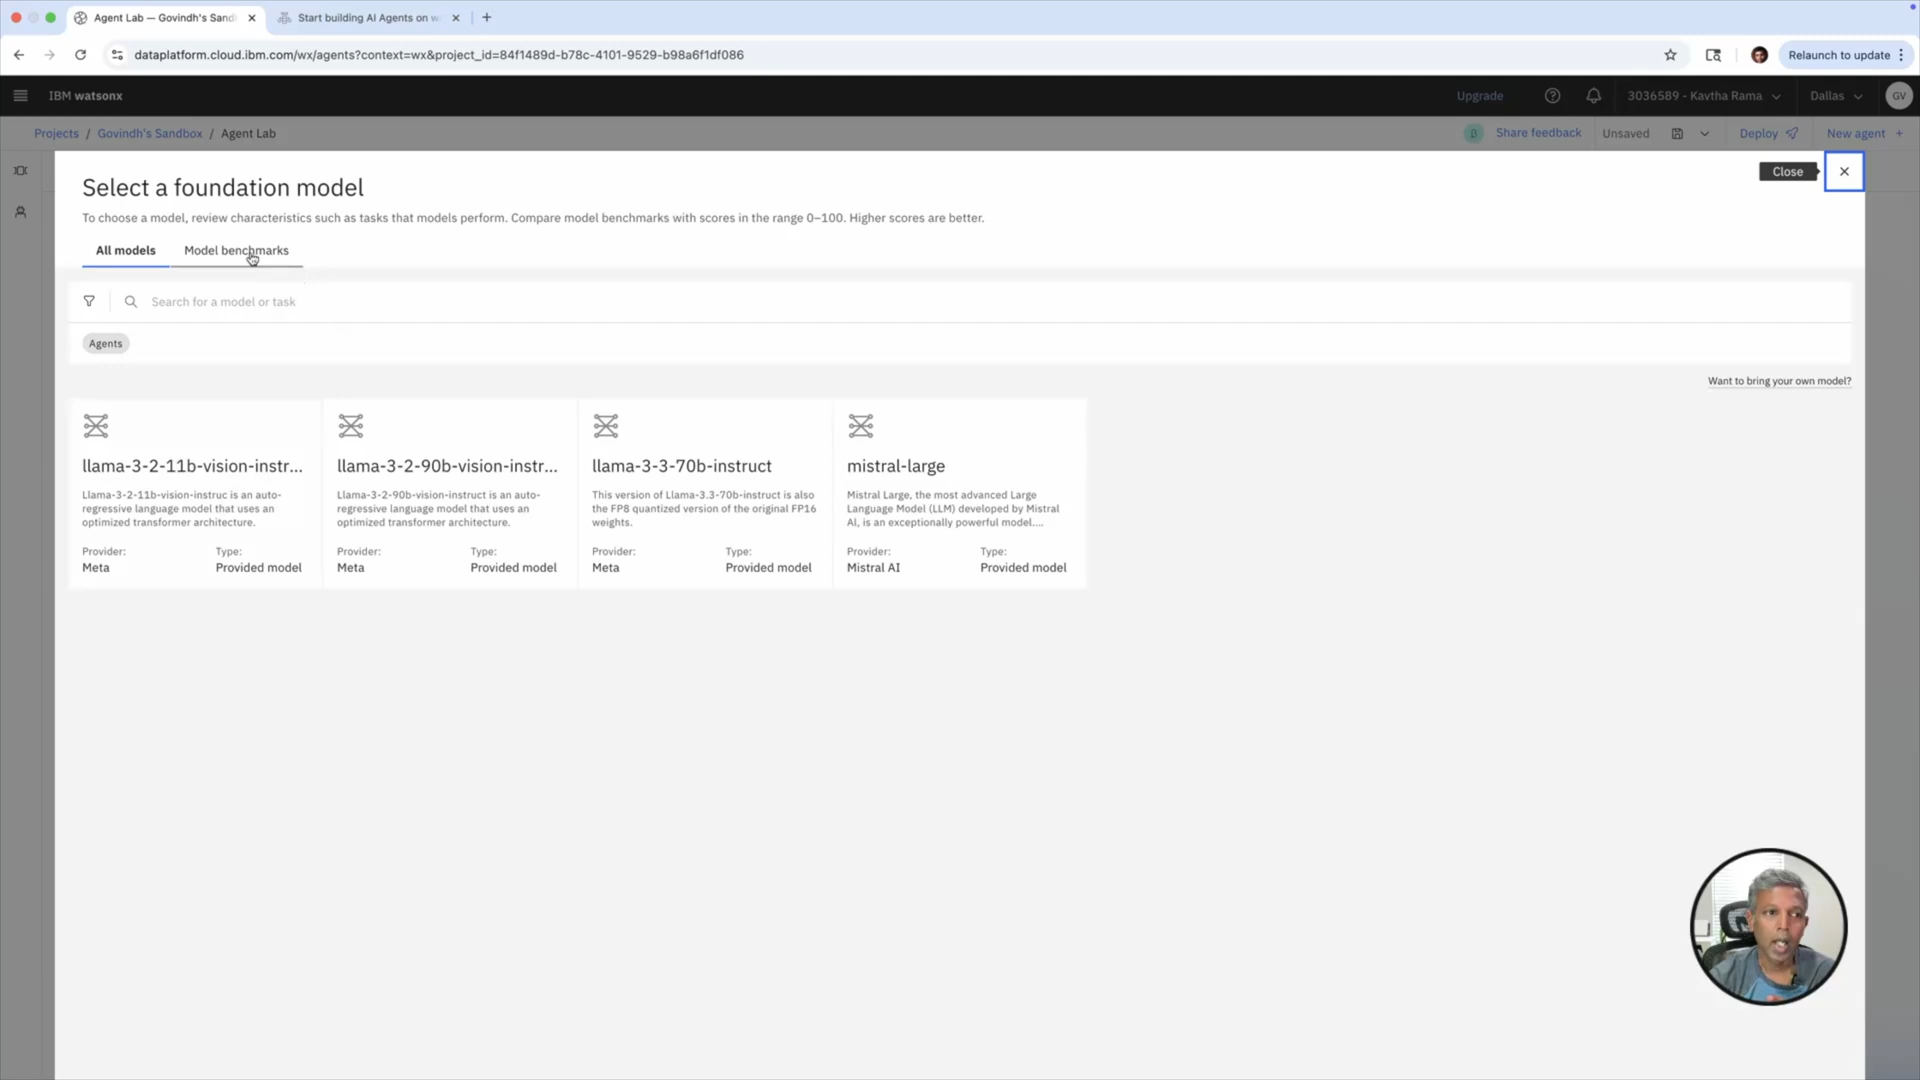 Agent Lab — Govindh's Sand
Start building AI Agents on w
dataplatform.cloud.ibm.com/wx/agents?context=wx&project_id=84f1489d-b78c-4101-9529-b98a6f1df086
Relaunch to update
IBM watsonx
Upgrade
3036589 - Kavtha Rama
Dallas
GV
Projects / Govindh's Sandbox / Agent Lab
β
Share feedback
Unsaved
Deploy
New agent +
Select a foundation model
Close
To choose a model, review characteristics such as tasks that models perform. Compare model benchmarks with scores in the range 0–100. Higher scores are better.
All models
Model benchmarks
Search for a model or task
Agents
Want to bring your own model?
llama-3-2-11b-vision-instr...
Llama-3-2-11b-vision-instruc is an auto-
regressive language model that uses an
optimized transformer architecture.
Provider:
Type:
Meta
Provided model
llama-3-2-90b-vision-instr...
Llama-3-2-90b-vision-instruct is an auto-
regressive language model that uses an
optimized transformer architecture.
Provider:
Type:
Meta
Provided model
llama-3-3-70b-instruct
This version of Llama-3.3-70b-instruct is also
the FP8 quantized version of the original FP16
weights.
Provider:
Type:
Meta
Provided model
mistral-large
Mistral Large, the most advanced Large
Language Model (LLM) developed by Mistral
AI, is an exceptionally powerful model....
Provider:
Type:
Mistral AI
Provided model